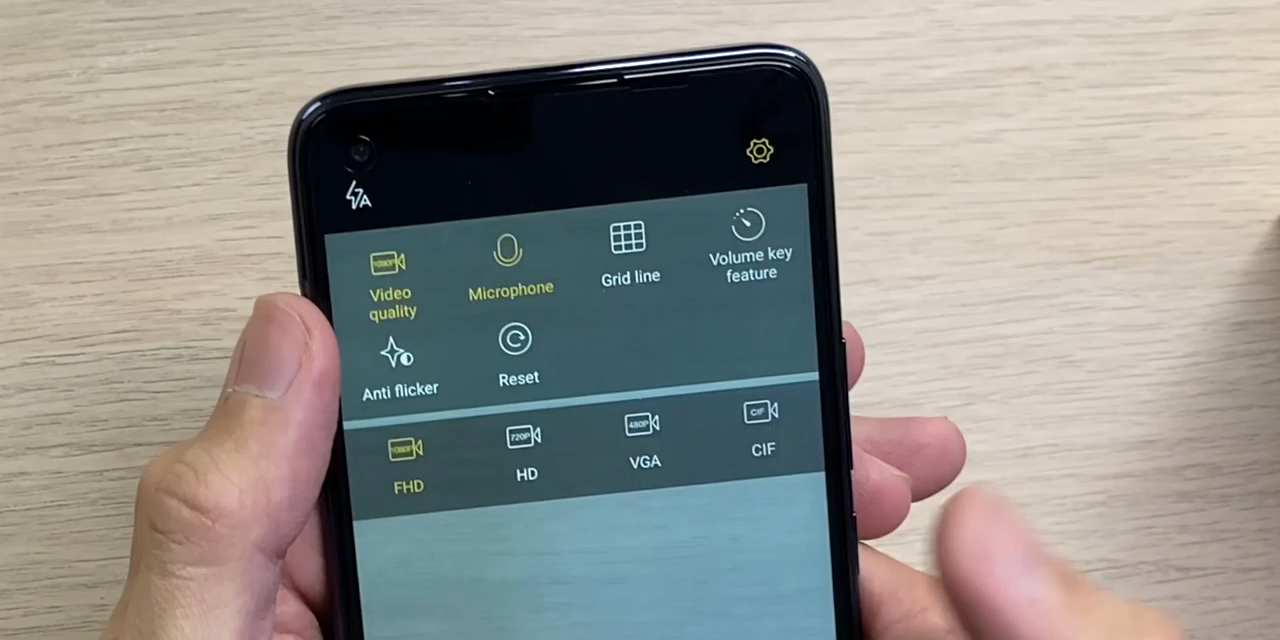 A
1080P
Video
quality
Microphone
Grid line
Volume key
feature
Anti flicker
Reset
1080P
FHD
720P
HD
480P
VGA
CIF
CIF